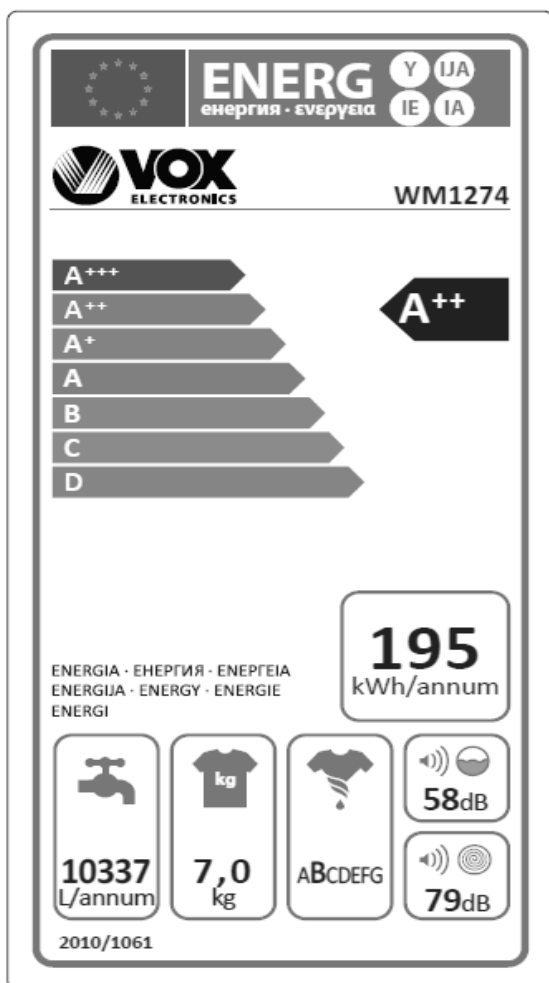 ENERG Y IJA
енергия · ενεργεια IE IA
VOX
ELECTRONICS
WM1274
A+++
A++
A++
A+
A
B
C
D
195
kWh/annum
ENERGIA · ЕНЕРГИЯ · ΕΝΕΡΓΕΙΑ
ENERGIJA · ENERGY · ENERGIE
ENERGI
10337
L/annum
kg
7,0
kg
ABCDEFG
58dB
79dB
2010/1061